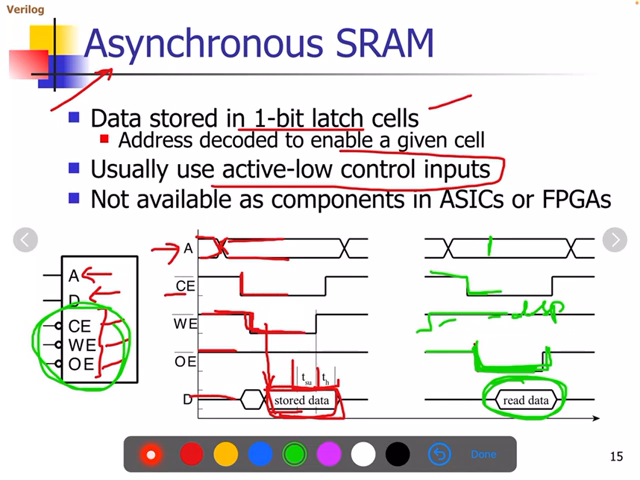 Verilog
Asynchronous SRAM
Data stored in 1-bit latch cells
Address decoded to enable a given cell
Usually use active-low control inputs
Not available as components in ASICs or FPGAs
A
D
CE
WE
OE
A
CE
WE
OE
D
tsu
th
stored data
read data
Done
15